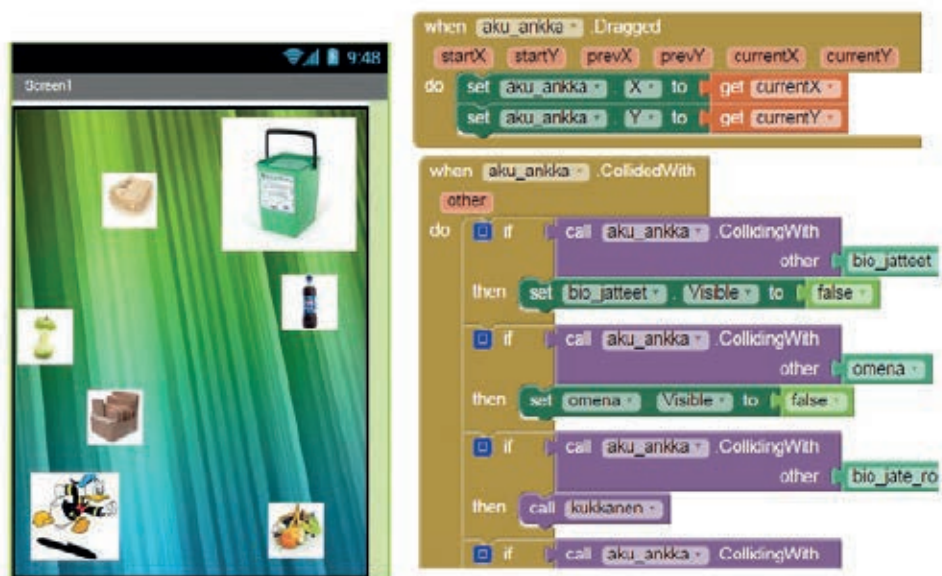 9:48
Screen1
when aku_ankka .Dragged
startX startY prevX prevY currentX currentY
do set aku_ankka . X to get currentX
set aku_ankka . Y to get currentY
when aku_ankka .CollidedWith
other
do if call aku_ankka .CollidingWith
other bio_jatteet
then set bio_jatteet . Visible to false
if call aku_ankka .CollidingWith
other omena
then set omena . Visible to false
if call aku_ankka .CollidingWith
other bio_jate_ro
then call kukkanen
if call aku_ankka .CollidingWith